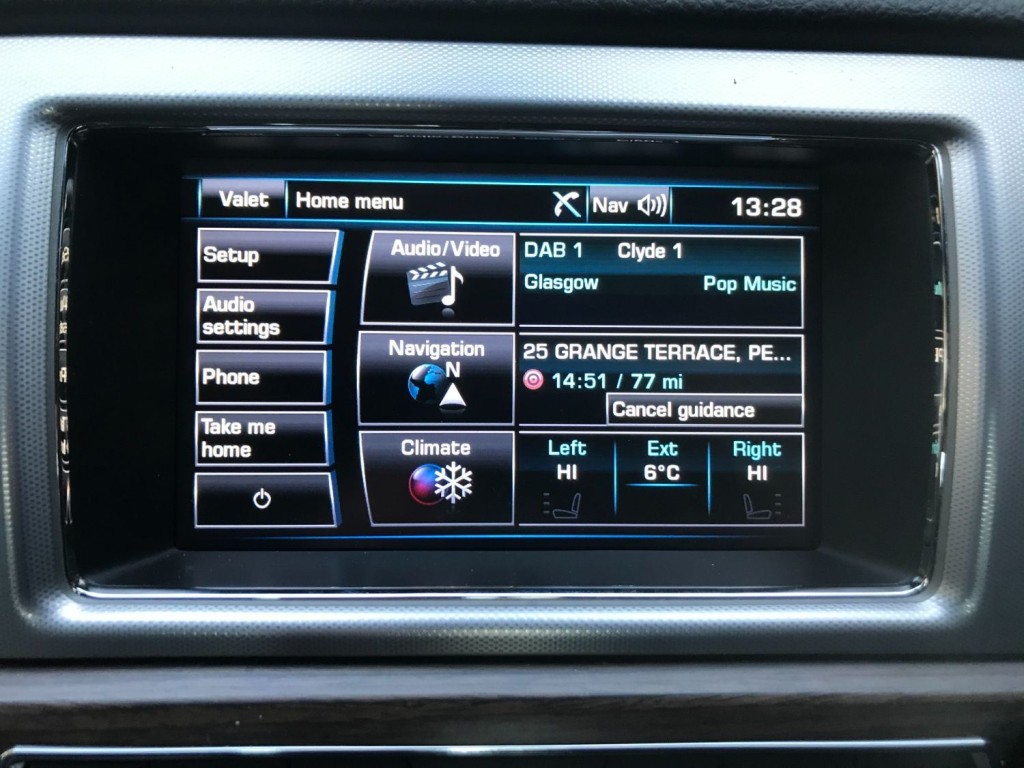 Valet Home menu Nav 13:28
Setup
Audio
settings
Phone
Take me
home
Audio/Video
DAB 1 Clyde 1
Glasgow Pop Music
Navigation
N
25 GRANGE TERRACE, PE...
14:51 / 77 mi
Cancel guidance
Climate
Left Ext Right
HI 6°C HI